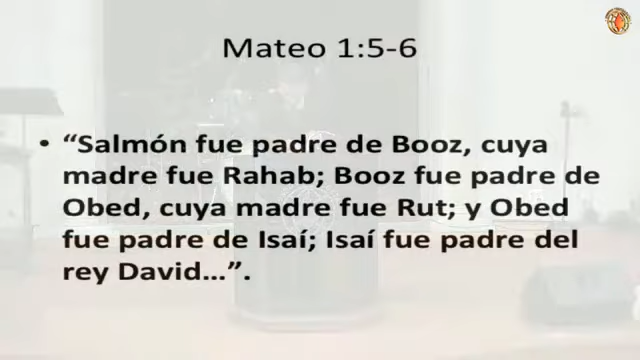 Mateo 1:5-6
• “Salmón fue padre de Booz, cuya
madre fue Rahab; Booz fue padre de
Obed, cuya madre fue Rut; y Obed
fue padre de Isaí; Isaí fue padre del
rey David...”.